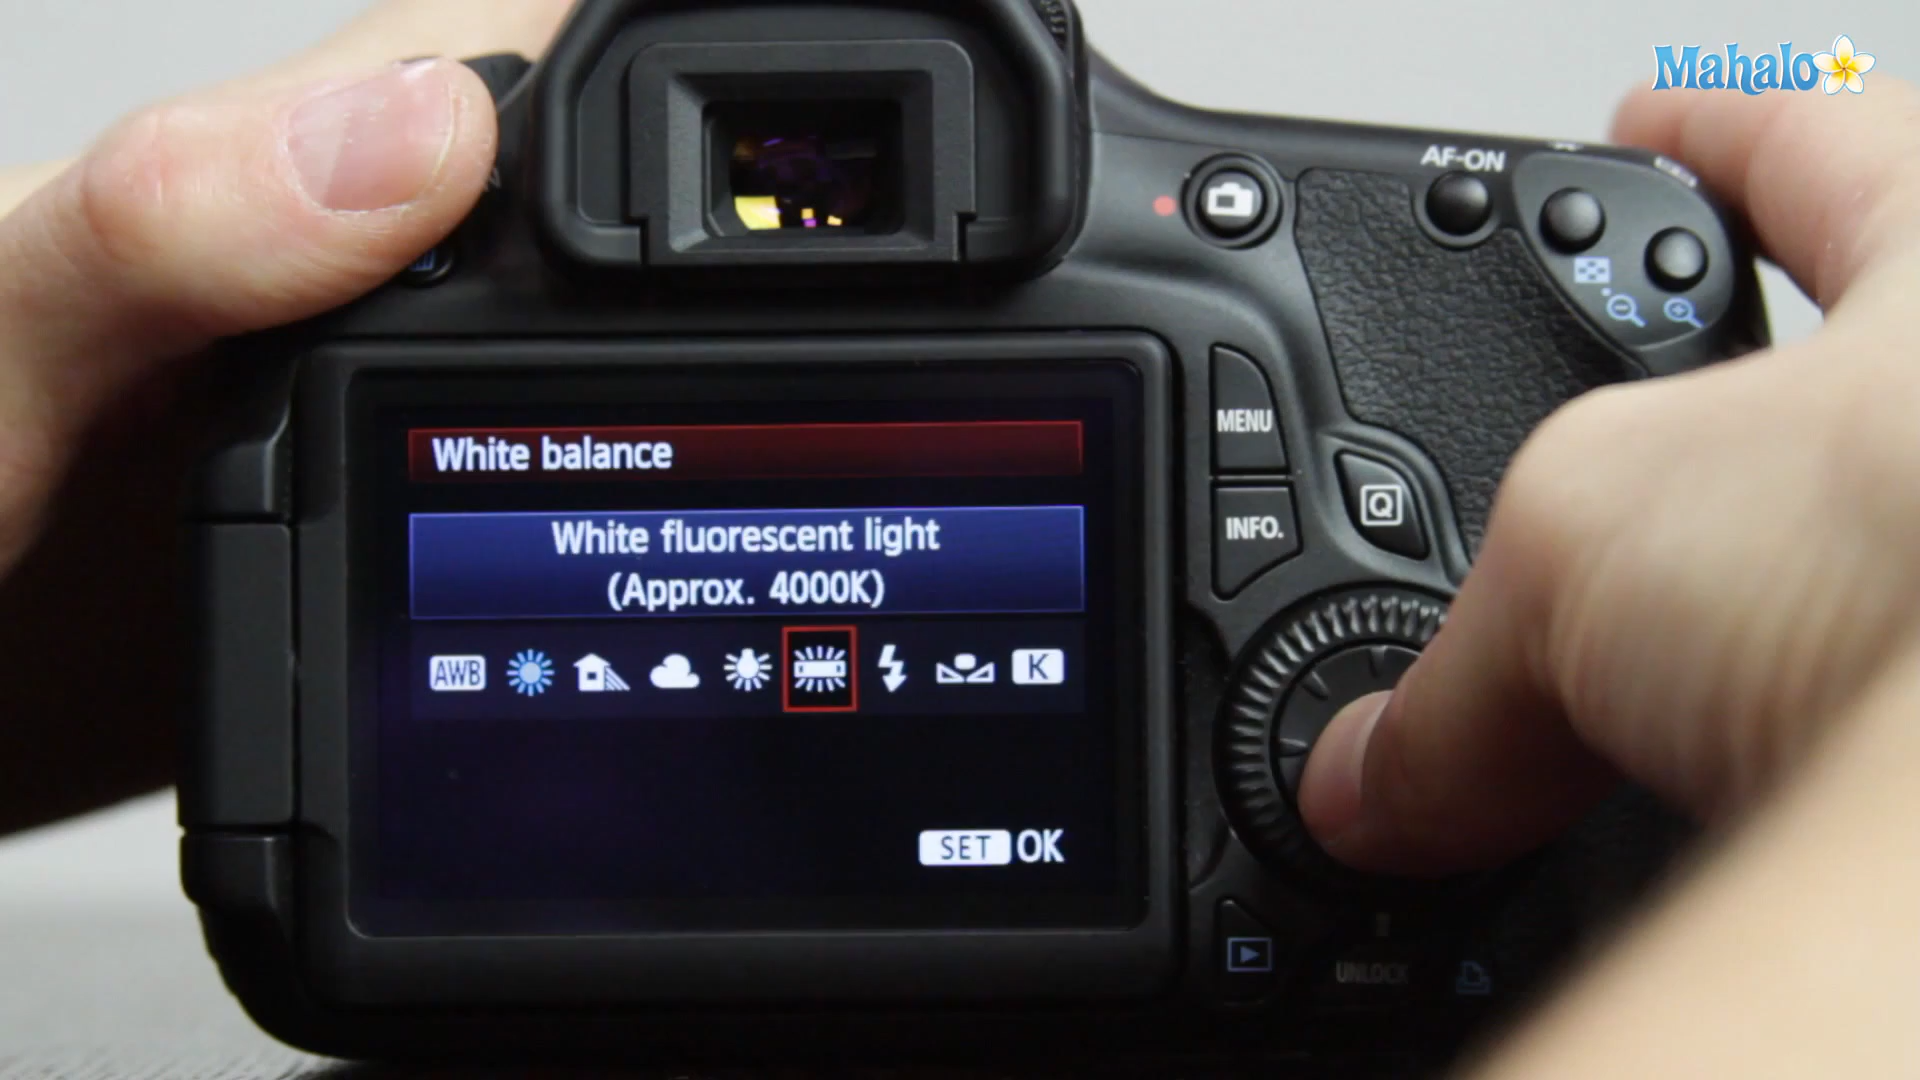 Mahalo
AF-ON
MENU
White balance
Q
INFO.
White fluorescent light
(Approx. 4000K)
AWB
K
SET OK
UNLOCK